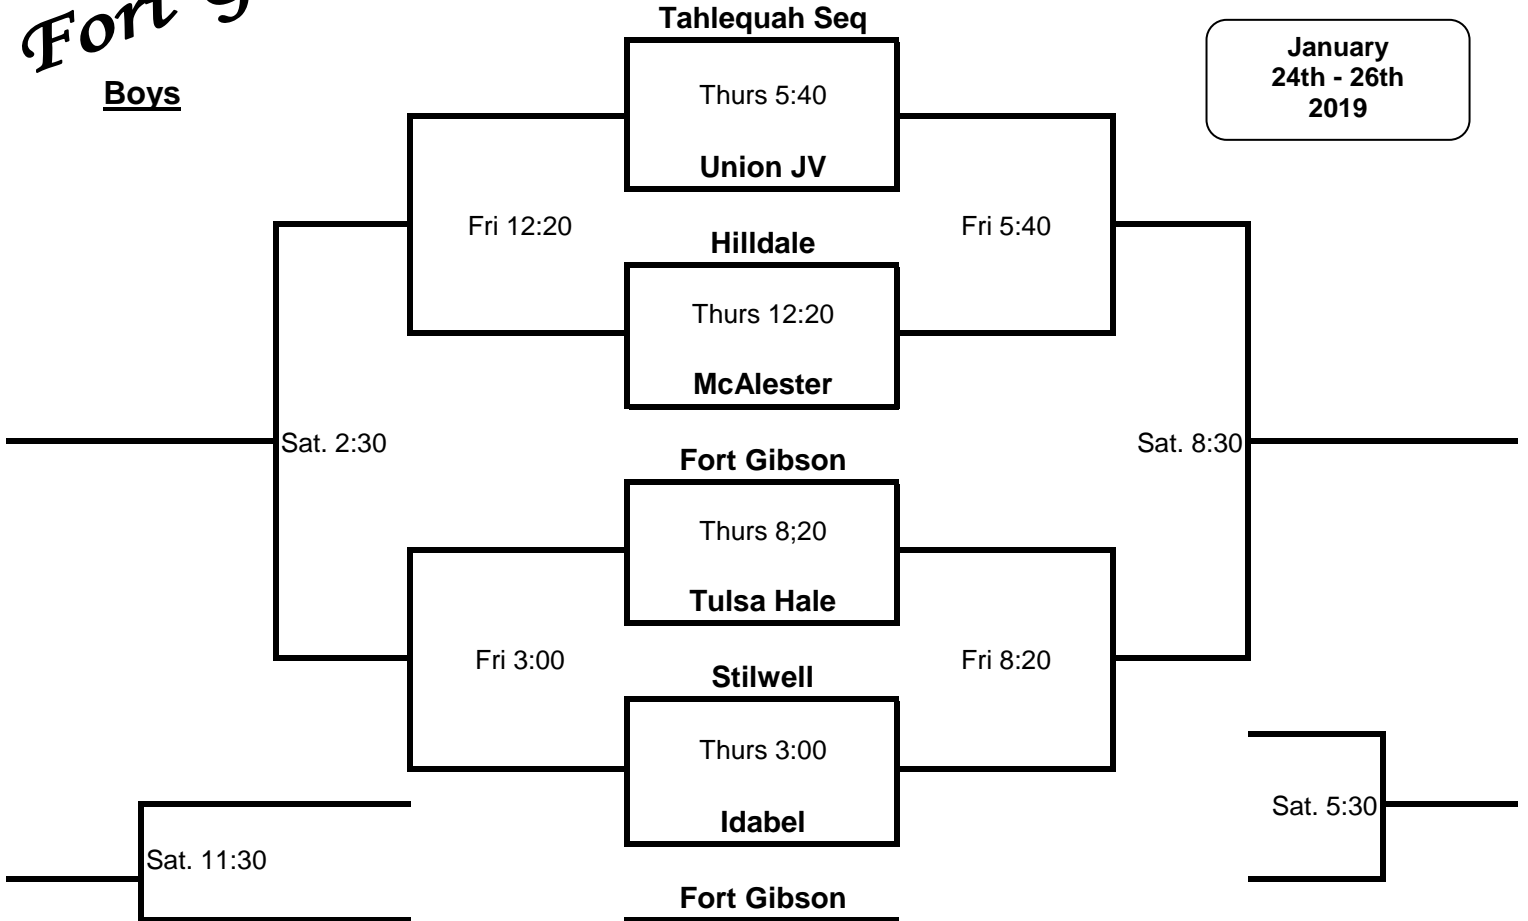 Fort
Boys
January
24th - 26th
2019
Tahlequah Seq
Thurs 5:40
Union JV
Fri 12:20
Fri 5:40
Hilldale
Thurs 12:20
McAlester
Sat. 2:30
Sat. 8:30
Fort Gibson
Thurs 8;20
Tulsa Hale
Fri 3:00
Fri 8:20
Stilwell
Thurs 3:00
Idabel
Sat. 5:30
Sat. 11:30
Fort Gibson